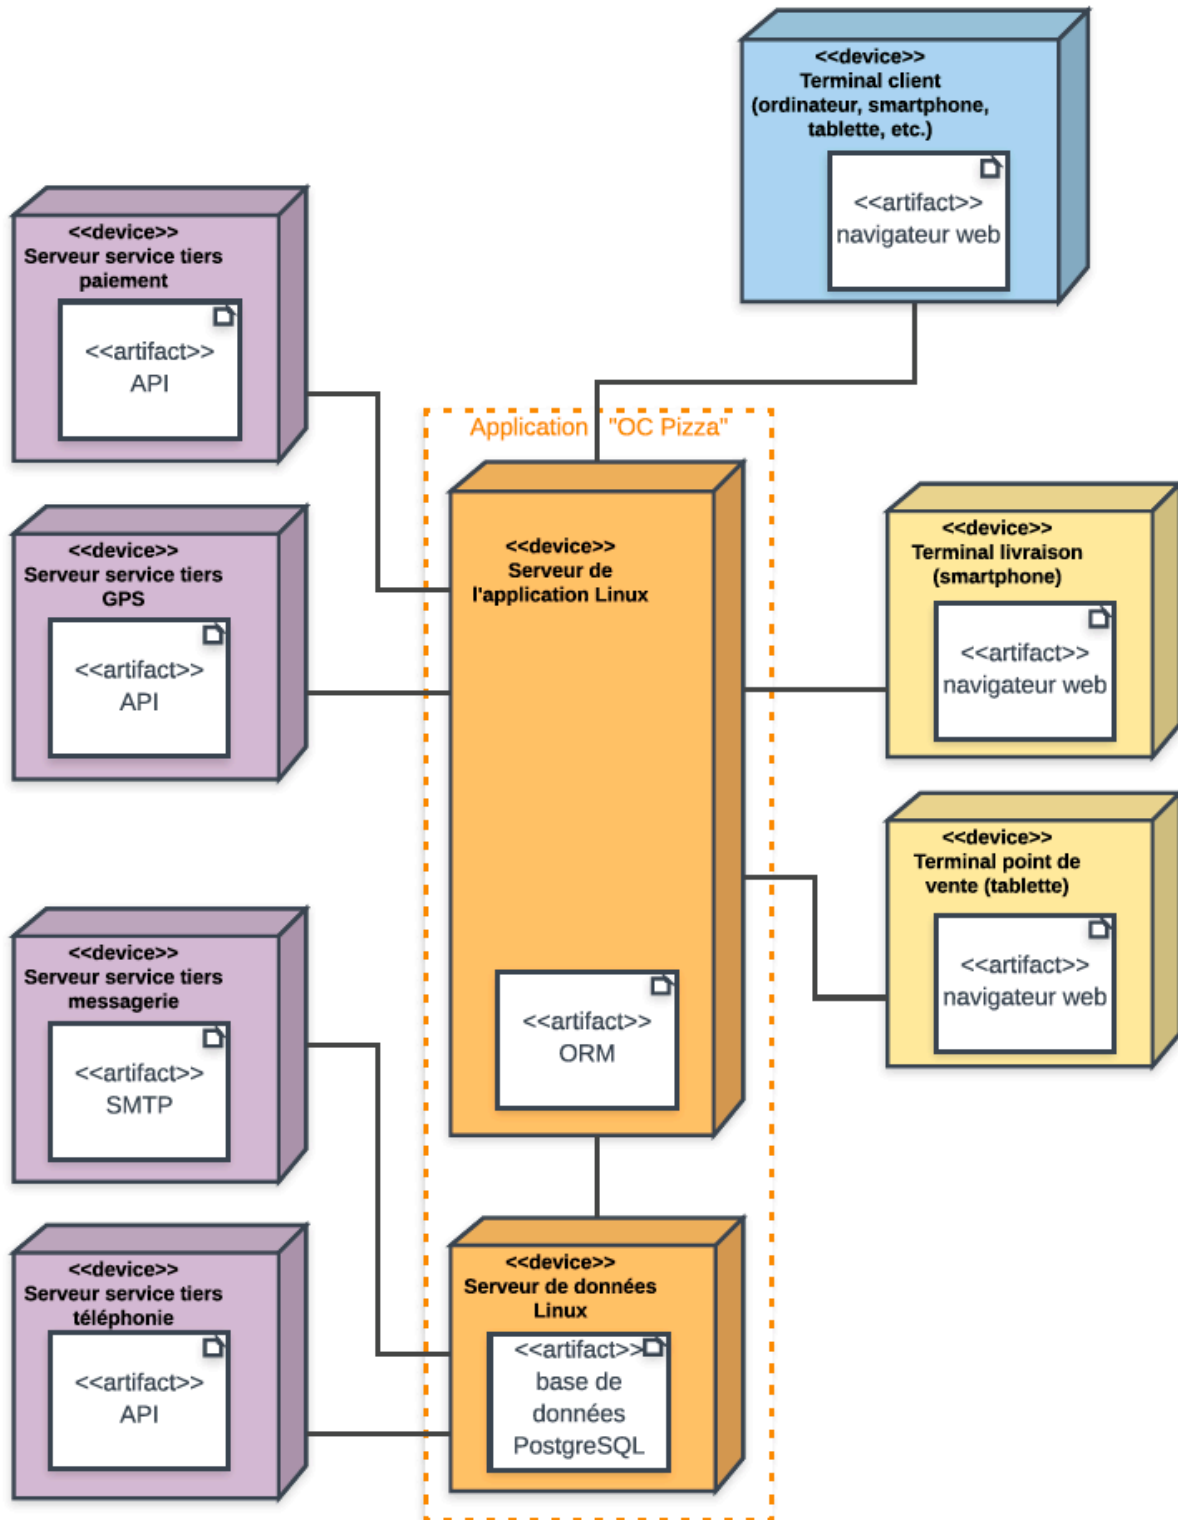 <<device>>
Terminal client
(ordinateur, smartphone,
tablette, etc.)
<<artifact>>
navigateur web
<<device>>
Serveur service tiers
paiement
<<artifact>>
API
<<device>>
Serveur service tiers
GPS
<<artifact>>
API
<<device>>
Serveur service tiers
messagerie
<<artifact>>
SMTP
<<device>>
Serveur service tiers
téléphonie
<<artifact>>
API
Application "OC Pizza"
<<device>>
Serveur de
l'application Linux
<<artifact>>
ORM
<<device>>
Serveur de données
Linux
<<artifact>>
base de
données
PostgreSQL
<<device>>
Terminal livraison
(smartphone)
<<artifact>>
navigateur web
<<device>>
Terminal point de
vente (tablette)
<<artifact>>
navigateur web